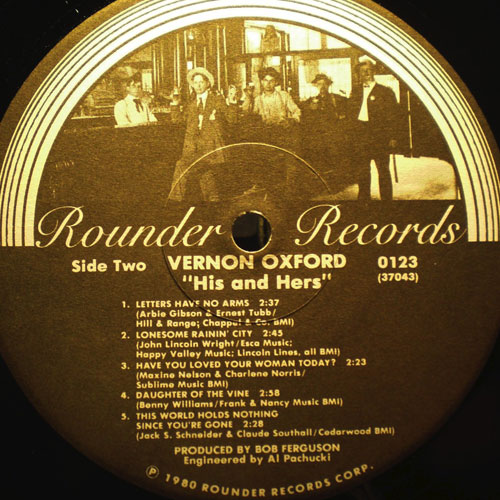 Rounder Records
Side Two VERNON OXFORD 0123
"His and Hers" (37043)
1. LETTERS HAVE NO ARMS 2:37
(Arbie Gibson & Ernest Tubb/
Hill & Range; Chappel & Co. BMI)
2. LONESOME RAININ' CITY 2:45
(John Lincoln Wright/Esca Music;
Happy Valley Music; Lincoln Lines, all BMI)
3. HAVE YOU LOVED YOUR WOMAN TODAY? 2:23
(Maxine Nelson & Charlene Norris/
Sublime Music BMI)
4. DAUGHTER OF THE VINE 2:58
(Benny Williams/Frank & Nancy Music BMI)
5. THIS WORLD HOLDS NOTHING
SINCE YOU'RE GONE 2:28
(Jack S. Schneider & Claude Southall/Cedarwood BMI)
PRODUCED BY BOB FERGUSON
Engineered by Al Pachucki
℗ 1980 ROUNDER RECORDS CORP.